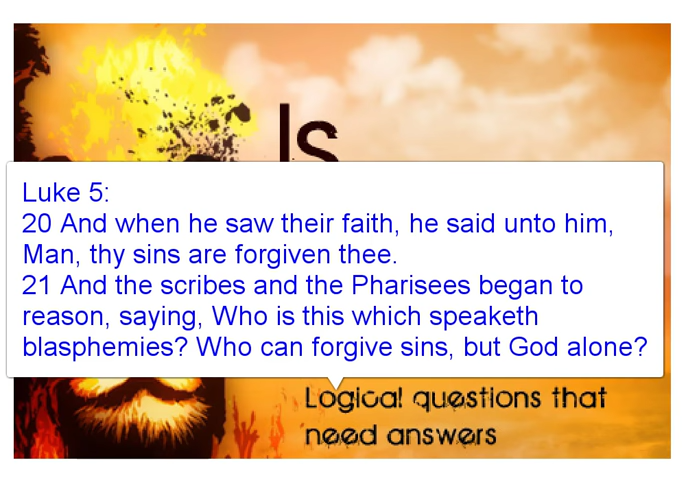 Is
Luke 5:
20 And when he saw their faith, he said unto him,
Man, thy sins are forgiven thee.
21 And the scribes and the Pharisees began to
reason, saying, Who is this which speaketh
blasphemies? Who can forgive sins, but God alone?
Logical questions that
need answers